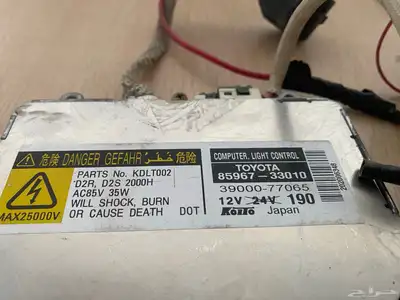 危険 DANGER GEFAHR خطر 危险
PARTS No. KDLT002
D2R, D2S 2000H
AC85V 35W
WILL SHOCK, BURN
OR CAUSE DEATH DOT
MAX25000V
COMPUTER, LIGHT CONTROL
TOYOTA
85967-33010
39000-77065
12V 24V 190
KOITO Japan
حراج